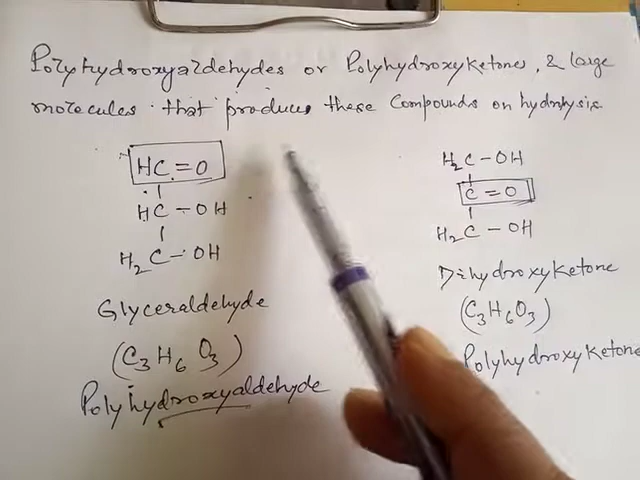 Polyhydroxyaldehydes or Polyhydroxyketones, & large
molecules that produces these compounds on hydrolysis
HC=O
HC-OH
H2C-OH
Glyceraldehyde
(C3H6O3)
Polyhydroxyaldehyde
H2C-OH
C=O
H2C-OH
Dihydroxyketone
(C3H6O3)
Polyhydroxyketone